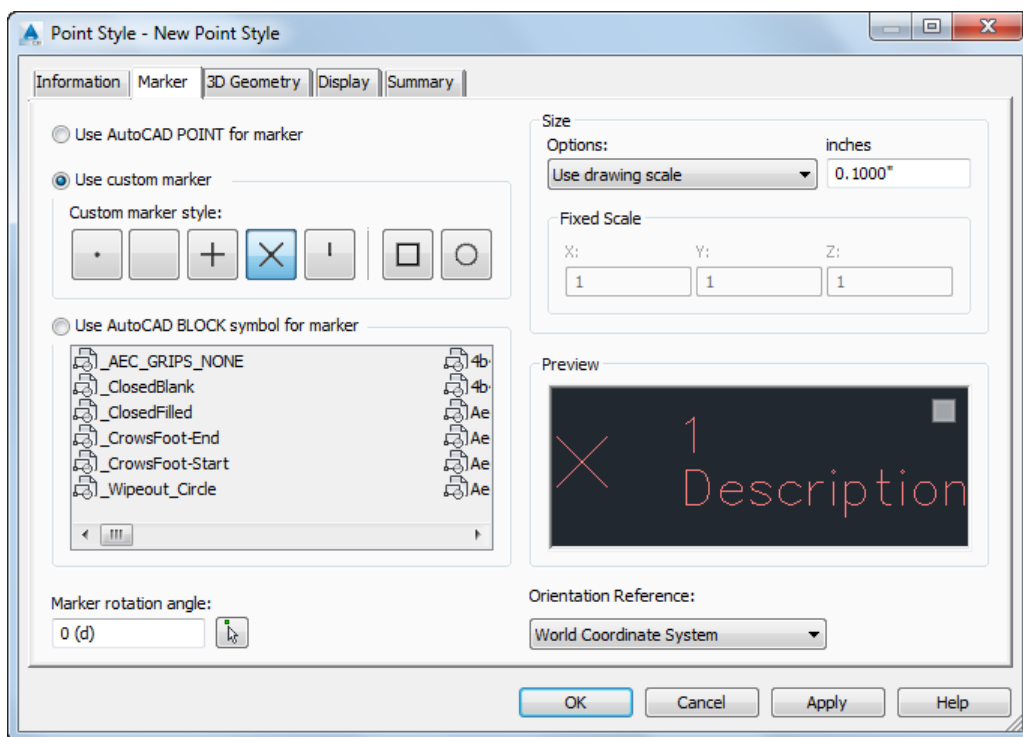 Point Style - New Point Style
Information Marker 3D Geometry Display Summary
Use AutoCAD POINT for marker
Use custom marker
Custom marker style:
Use AutoCAD BLOCK symbol for marker
_AEC_GRIPS_NONE 4b-
_ClosedBlank 4b-
_ClosedFilled Ae
_CrowsFoot-End Ae
_CrowsFoot-Start Ae
_Wipeout_Circle Ae
Marker rotation angle:
0 (d)
Size
Options: inches
Use drawing scale 0.1000"
Fixed Scale
X: Y: Z:
1 1 1
Preview
1
Description
Orientation Reference:
World Coordinate System
OK Cancel Apply Help